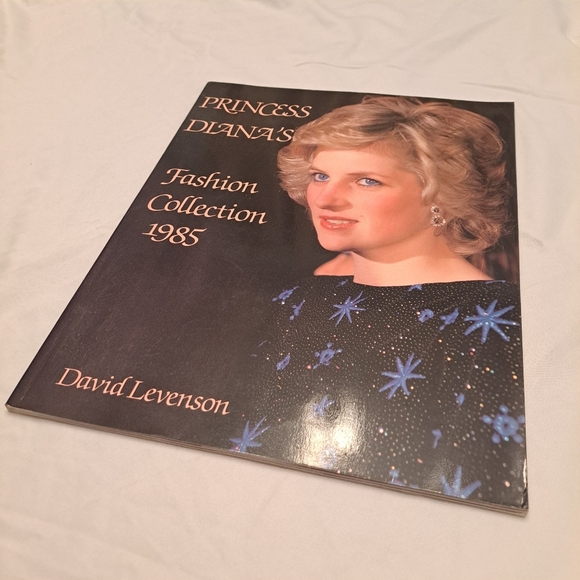 PRINCESS
DIANA'S
Fashion
Collection
1985
David Levenson